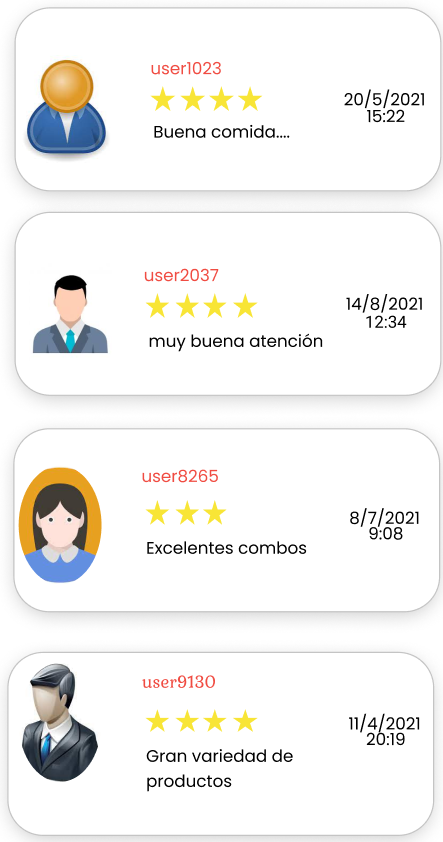 user1023
Buena comida....
20/5/2021
15:22
user2037
muy buena atención
14/8/2021
12:34
user8265
Excelentes combos
8/7/2021
9:08
user9130
Gran variedad de
productos
11/4/2021
20:19